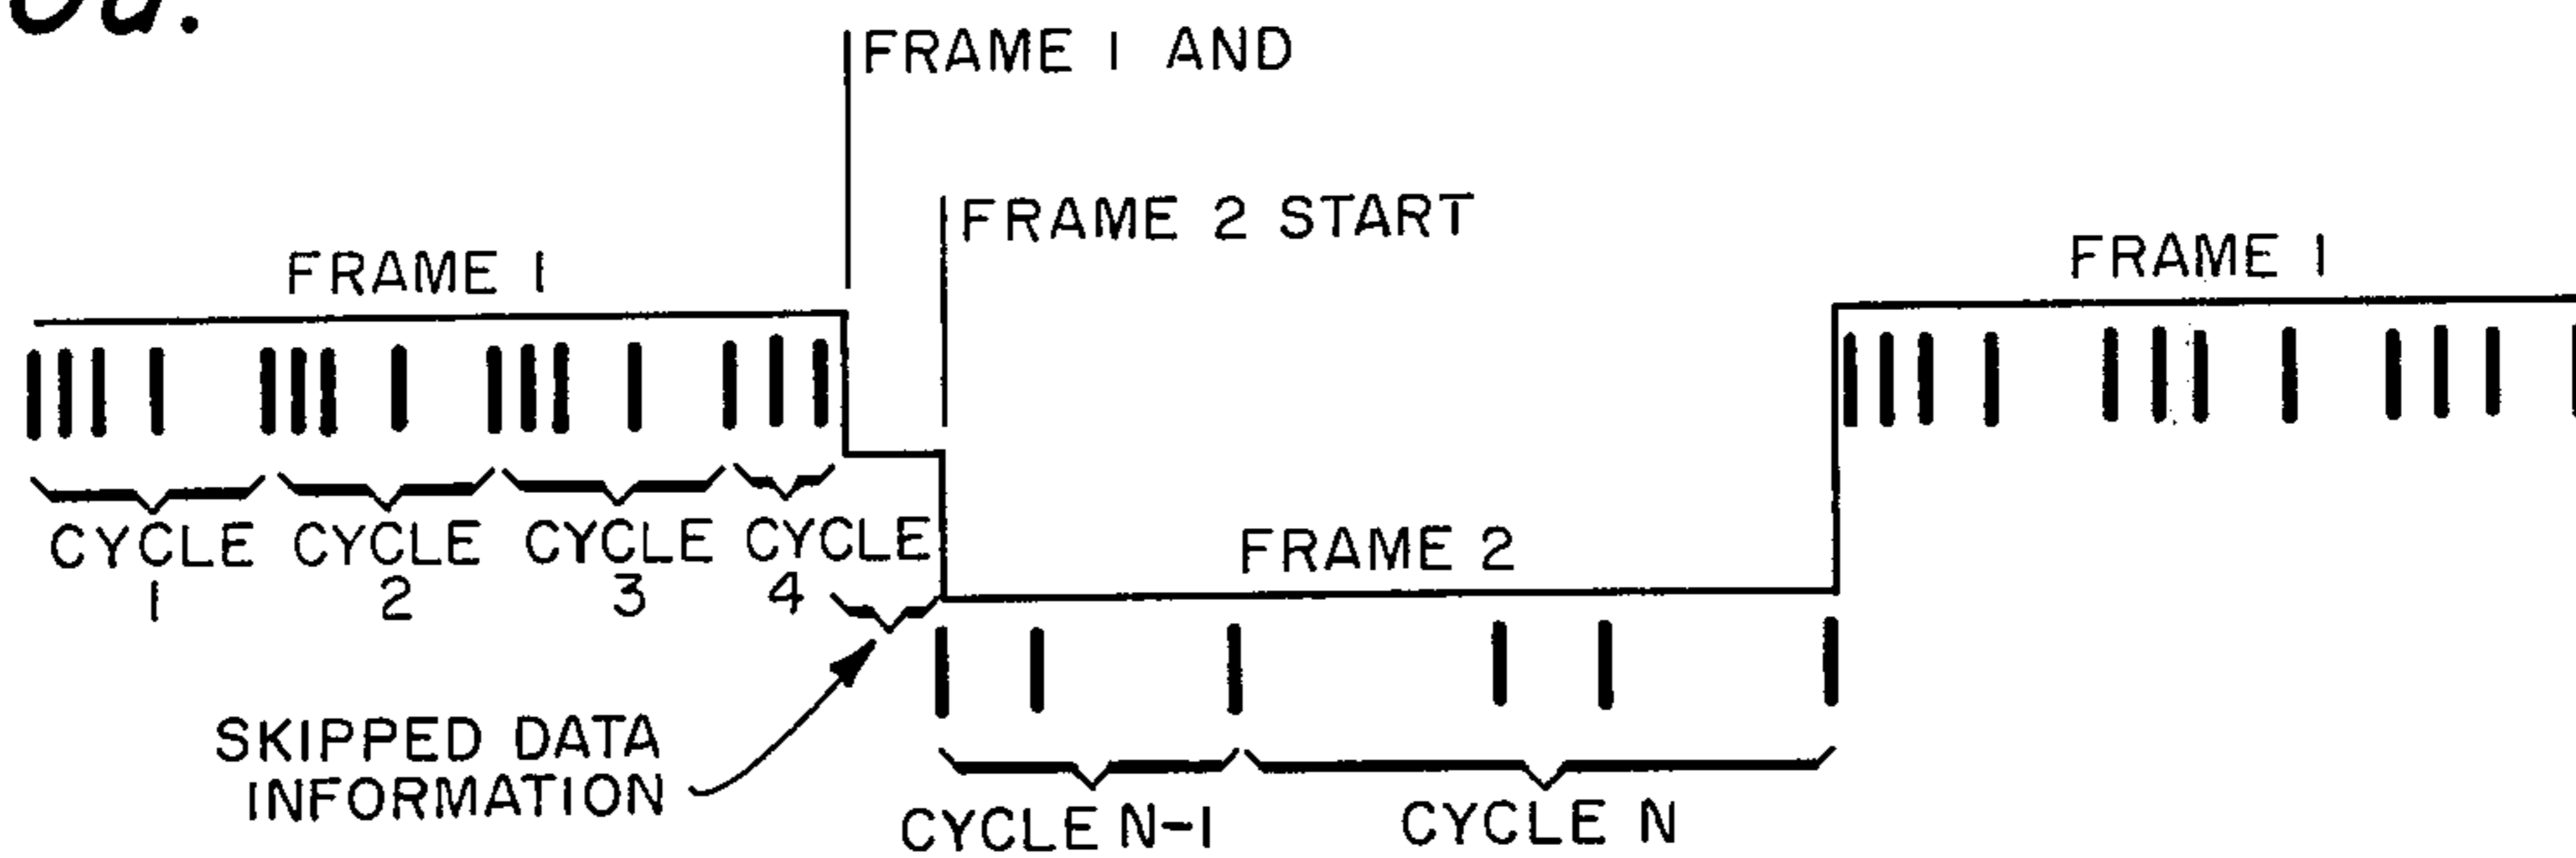 FRAME 1 AND
FRAME 2 START
FRAME 1
FRAME 1
CYCLE 1
CYCLE 2
CYCLE 3
CYCLE 4
FRAME 2
SKIPPED DATA
INFORMATION
CYCLE N-1
CYCLE N